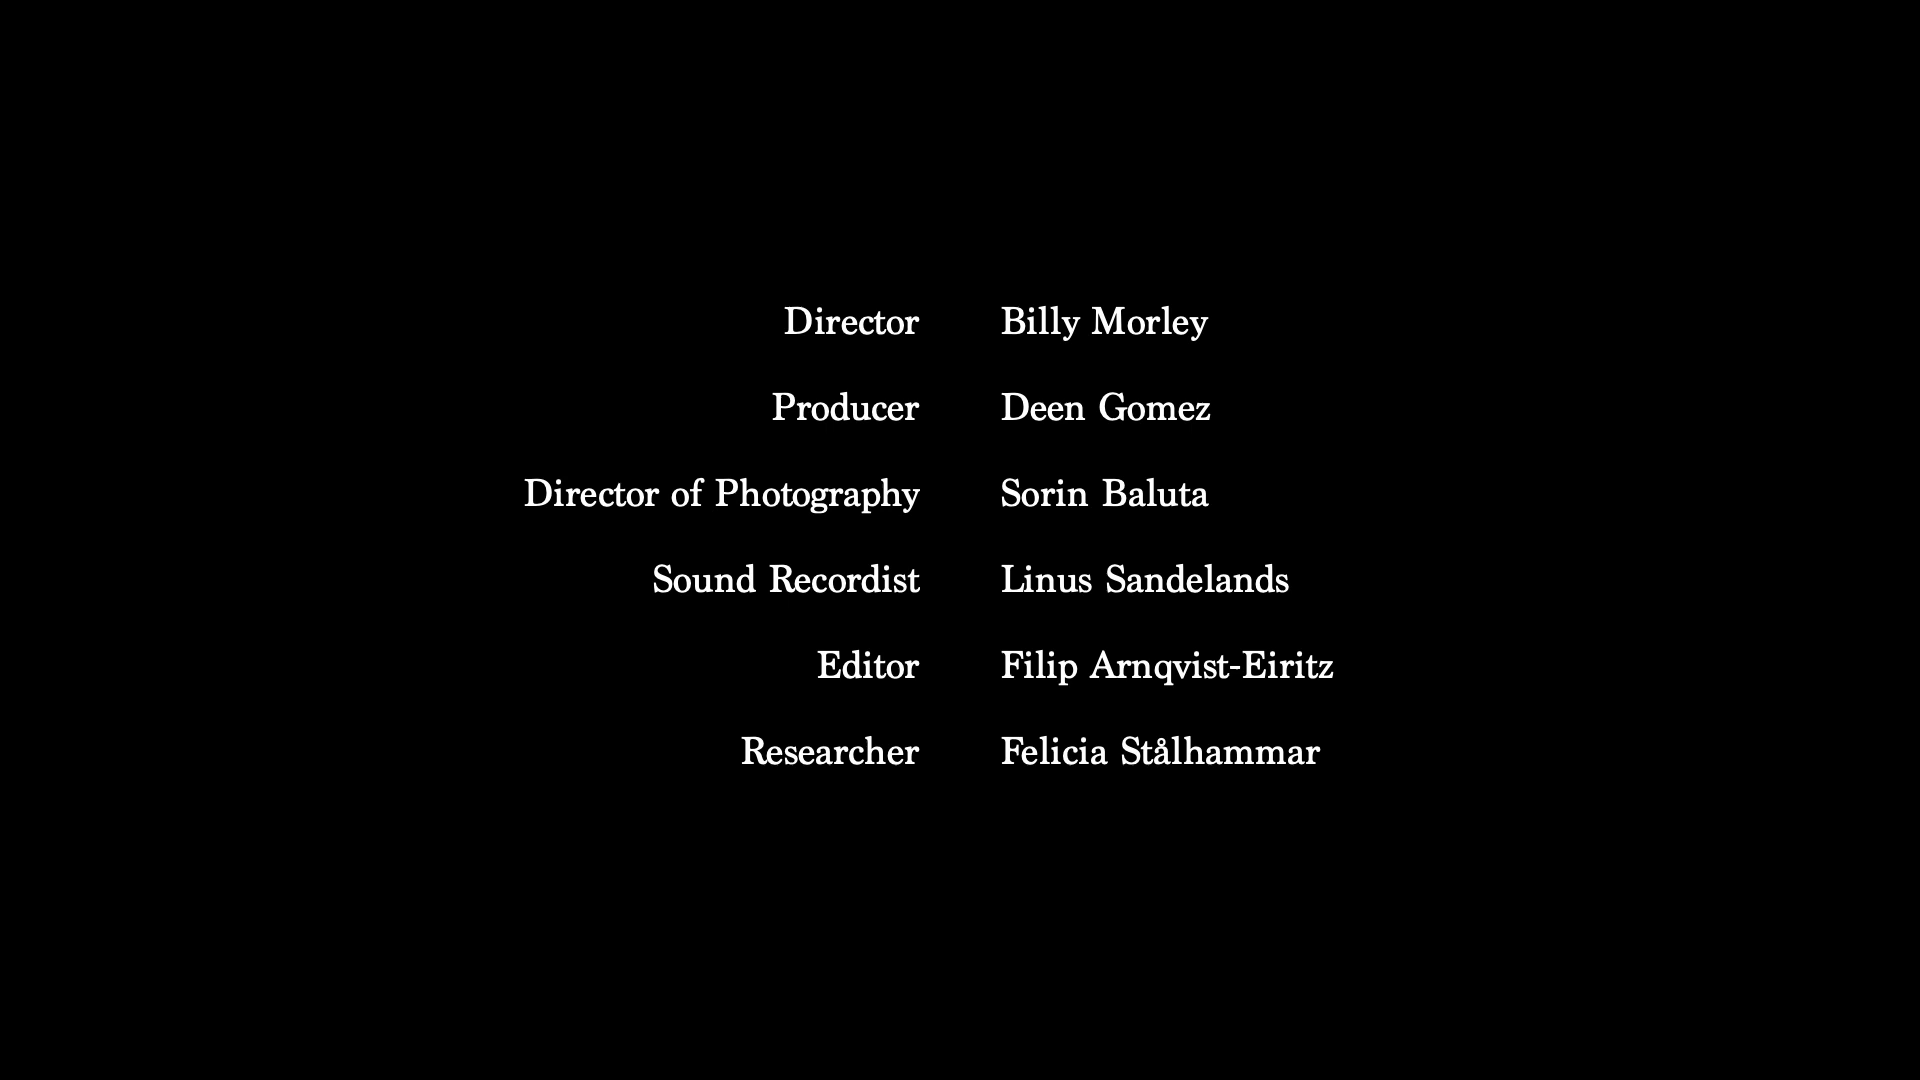 Director Billy Morley
Producer Deen Gomez
Director of Photography Sorin Baluta
Sound Recordist Linus Sandelands
Editor Filip Arnqvist-Eiritz
Researcher Felicia Stålhammar